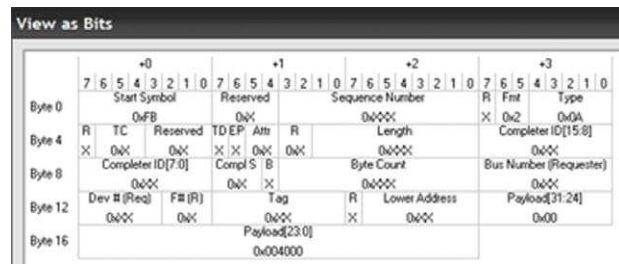 View as Bits
+0 +1 +2 +3
7 6 5 4 3 2 1 0 7 6 5 4 3 2 1 0 7 6 5 4 3 2 1 0 7 6 5 4 3 2 1 0
Byte 0 Start Symbol Reserved Sequence Number R Fmt Type
0xFB 0xX 0xXXX X 0x2 0x0A
Byte 4 R TC Reserved TD EP Attr R Length Completer ID[15:8]
X 0xX 0xX X X 0xX 0xX 0xXXX 0xXX
Byte 8 Completer ID[7:0] Compl S B Byte Count Bus Number (Requester)
0xXX 0xX X 0xXXX 0xXX
Byte 12 Dev # (Req) F# (R) Tag R Lower Address Payload[31:24]
0xXX 0xX 0xXX X 0xXX 0x00
Byte 16 Payload[23:0]
0x004000